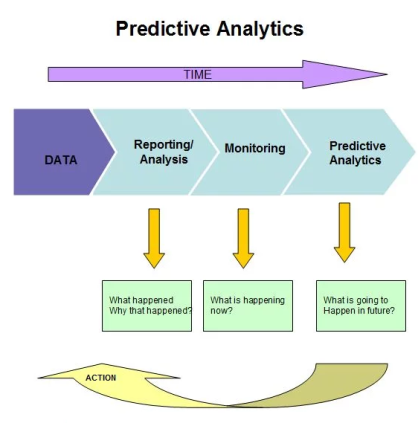 Predictive Analytics
TIME
DATA
Reporting/
Analysis
Monitoring
Predictive
Analytics
What happened
Why that happened?
What is happening
now?
What is going to
Happen in future?
ACTION